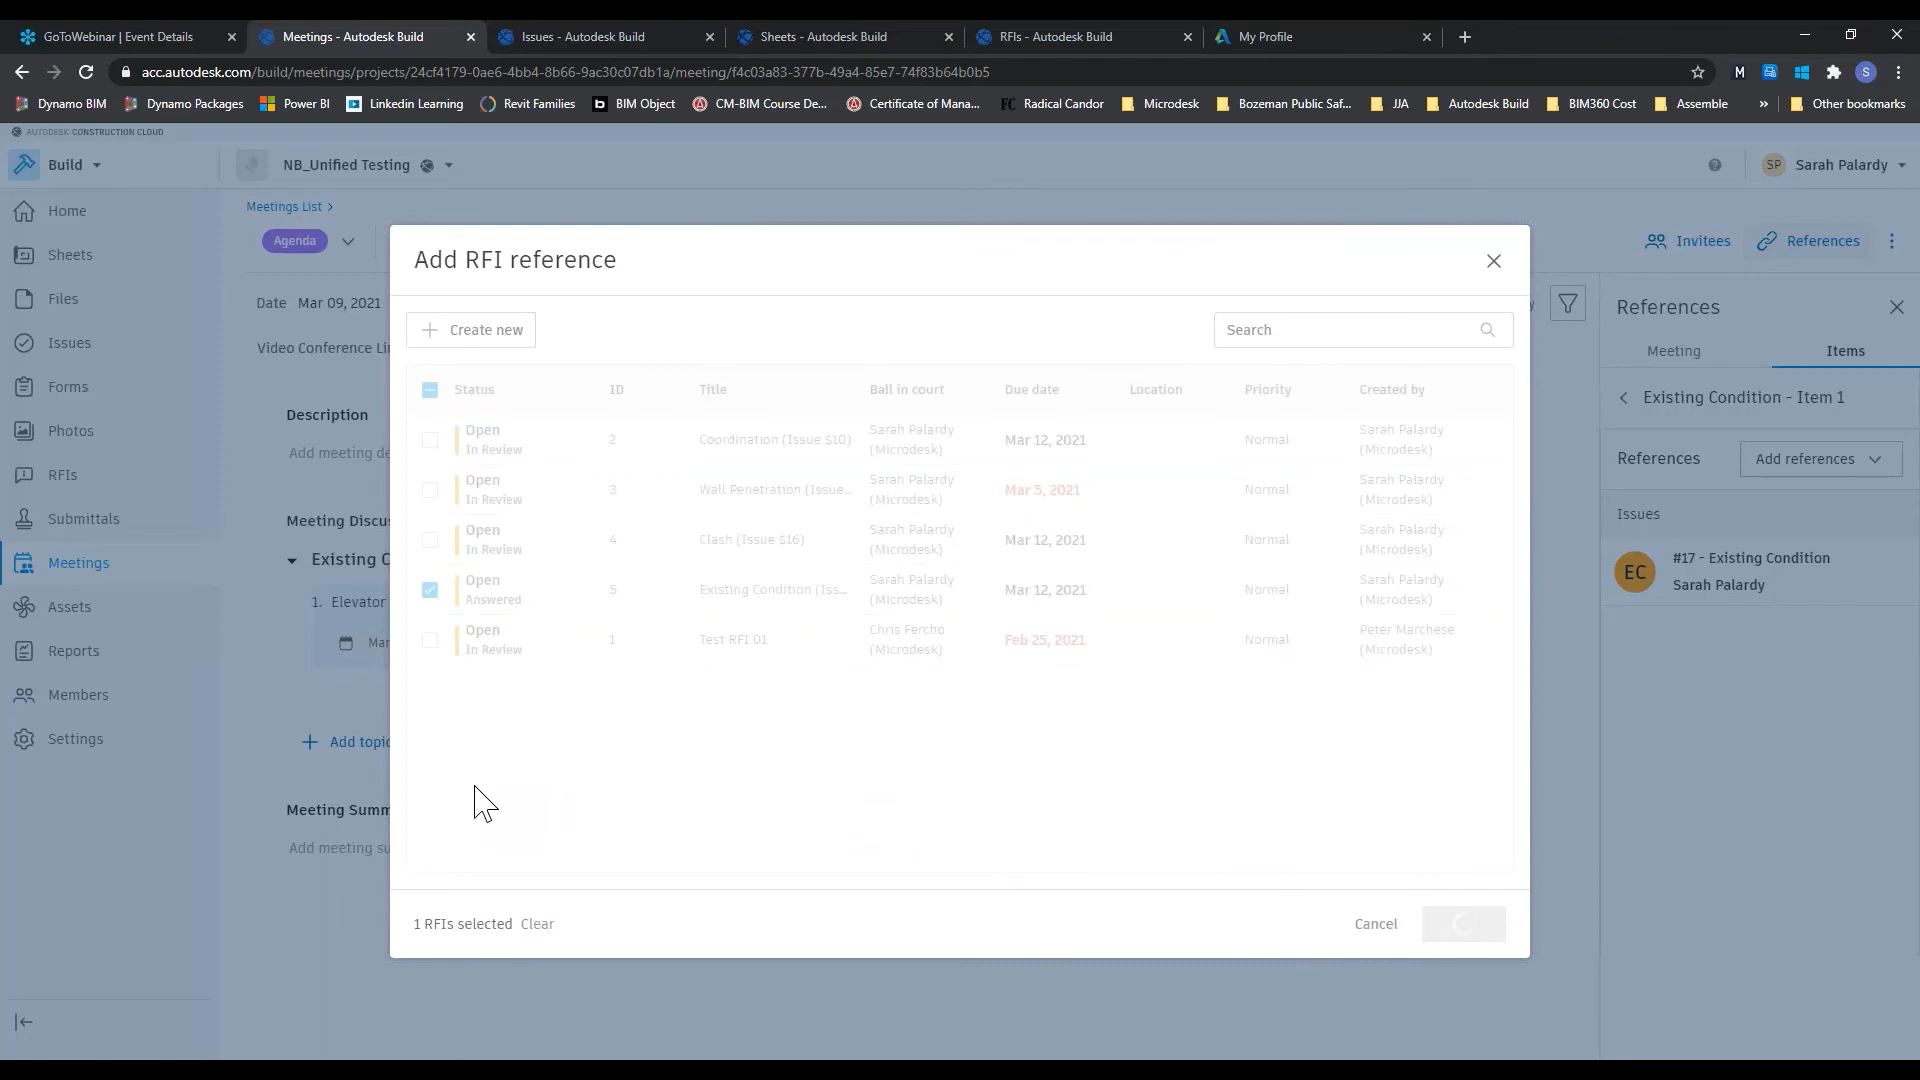 GoToWebinar | Event Details
Meetings - Autodesk Build
Issues - Autodesk Build
Sheets - Autodesk Build
RFIs - Autodesk Build
My Profile
acc.autodesk.com/build/meetings/projects/24cf4179-0ae6-4bb4-8b66-9ac30c07db1a/meeting/f4c03a83-377b-49a4-85e7-74f83b64b0b5
M
S
Dynamo BIM
Dynamo Packages
Power BI
Linkedin Learning
Revit Families
b BIM Object
CM-BIM Course De...
Certificate of Mana...
FC Radical Candor
Microdesk
Bozeman Public Saf...
JJA
Autodesk Build
BIM360 Cost
Assemble
»
Other bookmarks
AUTODESK CONSTRUCTION CLOUD
Build
NB_Unified Testing
SP Sarah Palardy
Home
Sheets
Files
Issues
Forms
Photos
RFIs
Submittals
Meetings
Assets
Reports
Members
Settings
Meetings List >
Agenda
Invitees
References
Date Mar 09, 2021
Video Conference Li
Description
Add meeting de
Meeting Discu
Existing C
1. Elevator
Mar
+ Add topic
Meeting Summ
Add meeting su
Add RFI reference
+ Create new
Search
Status ID Title Ball in court Due date Location Priority Created by
Open In Review 2 Coordination (Issue $10) Sarah Palardy (Microdesk) Mar 12, 2021 Normal Sarah Palardy (Microdesk)
Open In Review 3 Wall Penetration (Issue... Sarah Palardy (Microdesk) Mar 5, 2021 Normal Sarah Palardy (Microdesk)
Open In Review 4 Clash (Issue $16) Sarah Palardy (Microdesk) Mar 12, 2021 Normal Sarah Palardy (Microdesk)
Open Answered 5 Existing Condition (Iss... Sarah Palardy (Microdesk) Mar 12, 2021 Normal Sarah Palardy (Microdesk)
Open In Review 1 Test RFI 01 Chris Fercho (Microdesk) Feb 25, 2021 Normal Peter Marchese (Microdesk)
1 RFIs selected Clear
Cancel
References
Meeting
Items
Existing Condition - Item 1
References
Add references
Issues
EC
#17 - Existing Condition
Sarah Palardy